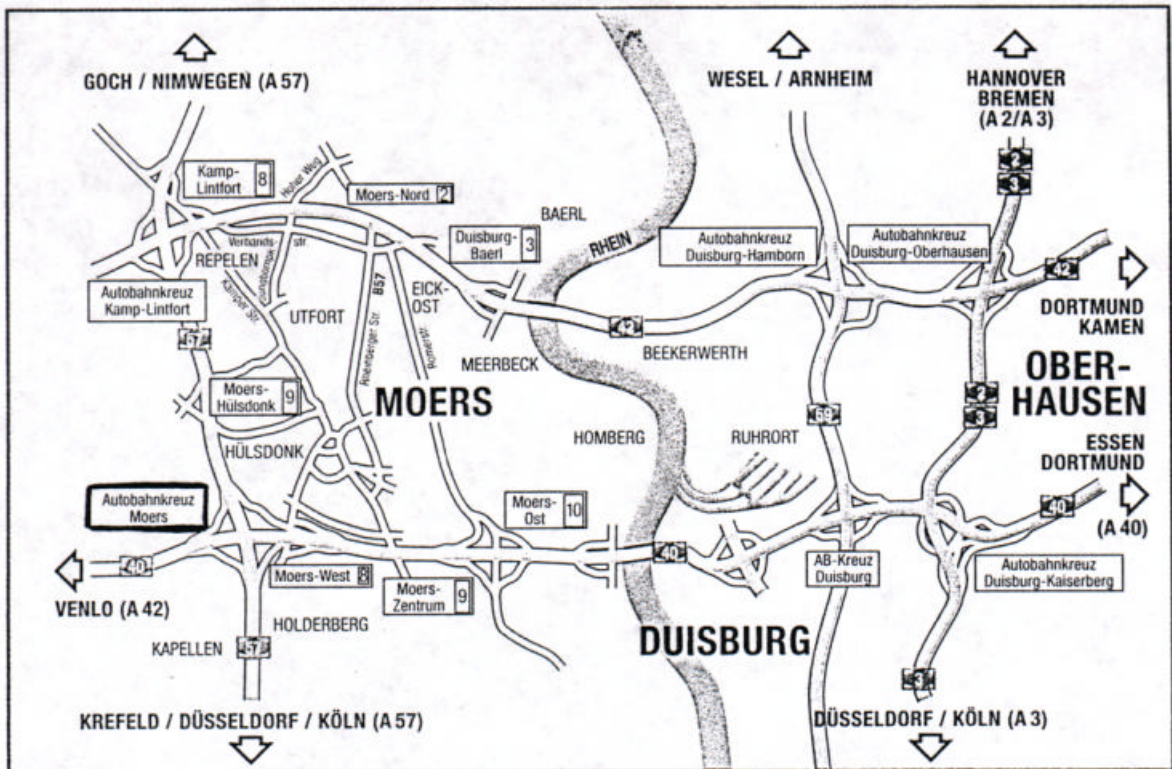 GOCH / NIMWEGEN (A 57)
WESEL / ARNHEIM
HANNOVER
BREMEN
(A 2/A 3)
2
3
Kamp-
Lintfort 8
Hoher Weg
Moers-Nord 2
BAERL
RHEIN
Duisburg-
Baerl 3
Autobahnkreuz
Duisburg-Hamborn
Autobahnkreuz
Duisburg-Oberhausen
42
DORTMUND
KAMEN
Verbands-
str.
REPELEN
Kamper Str.
B57
EICK-
OST
Autobahnkreuz
Kamp-Lintfort
UTFORT
57
42
Römerstr.
MEERBECK
BEEKERWERTH
OBER-
HAUSEN
2
3
Moers-
Hülsdonk 9
MOERS
59
HÜLSDONK
HOMBERG
RUHRORT
ESSEN
DORTMUND
Autobahnkreuz
Moers
Moers-
Ost 10
40
(A 40)
40
40
VENLO (A 42)
Moers-West 8
Moers-
Zentrum 9
AB-Kreuz
Duisburg
Autobahnkreuz
Duisburg-Kaiserberg
HOLDERBERG
KAPELLEN
57
DUISBURG
3
KREFELD / DÜSSELDORF / KÖLN (A 57)
DÜSSELDORF / KÖLN (A 3)